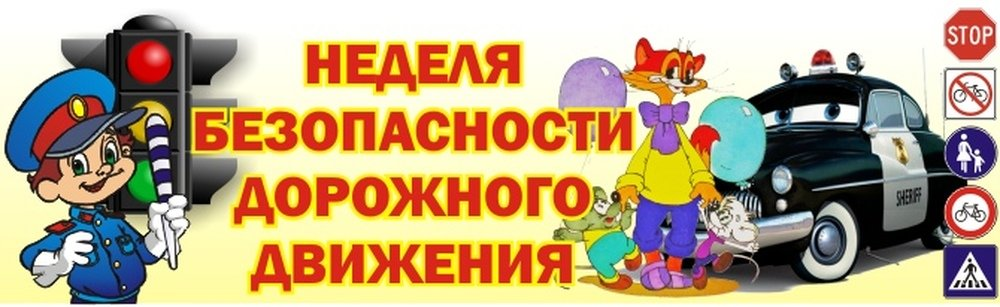 НЕДЕЛЯ
БЕЗОПАСНОСТИ
ДОРОЖНОГО
ДВИЖЕНИЯ
SHERIFF
STOP